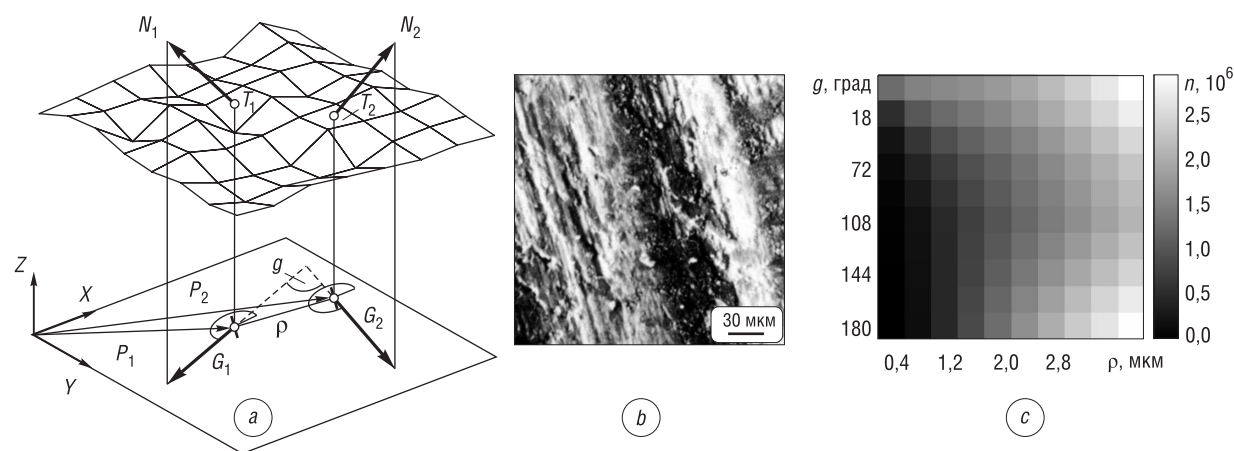 N1
N2
T1
T2
Z
X
Y
P2
P1
g
ρ
G1
G2
a
30 мкм
b
g, град
18
72
108
144
180
0,4 1,2 2,0 2,8 ρ, мкм
n, 10⁶
2,5
2,0
1,5
1,0
0,5
0,0
c